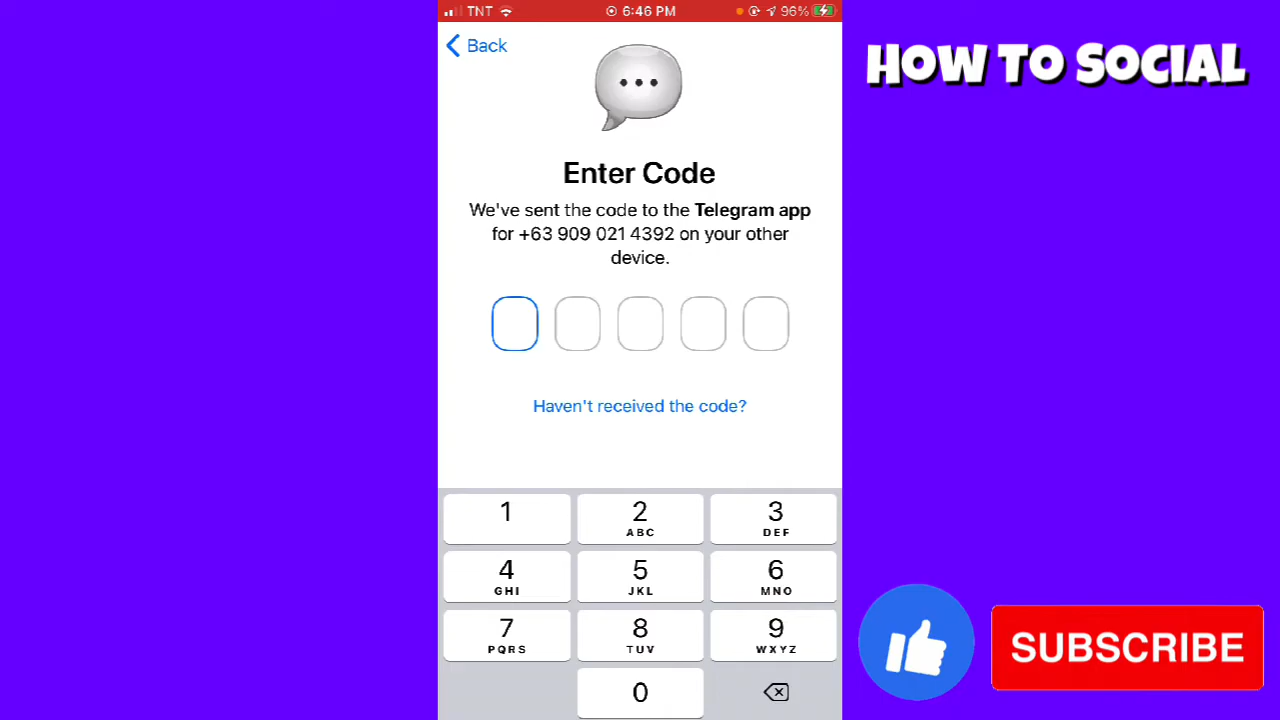 TNT 6:46 PM 96%
Back
HOW TO SOCIAL
Enter Code
We've sent the code to the Telegram app
for +63 909 021 4392 on your other
device.
Haven't received the code?
1 2 3
ABC DEF
4 5 6
GHI JKL MNO
7 8 9
PQRS TUV WXYZ
0
SUBSCRIBE